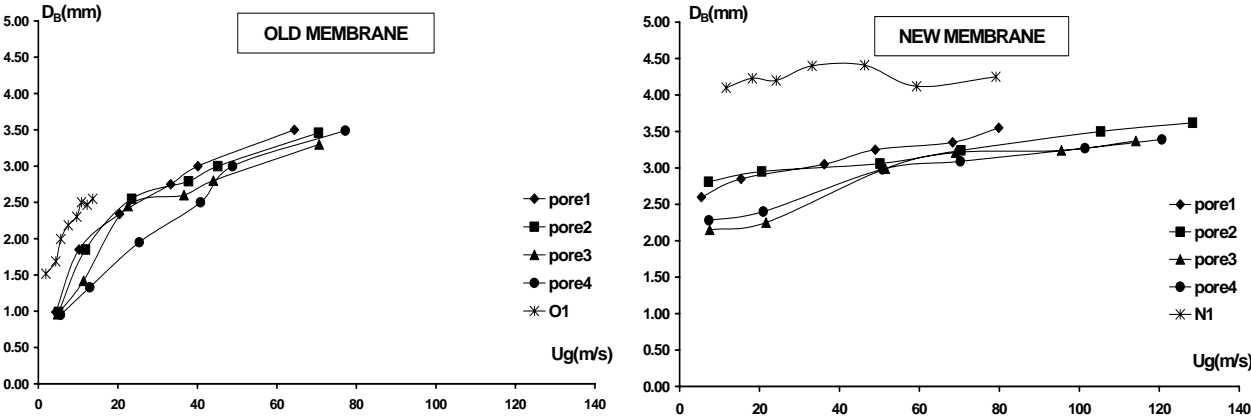 D_B(mm)
OLD MEMBRANE
5.00
4.50
4.00
3.50
3.00
2.50
2.00
1.50
1.00
0.50
0.00
pore1
pore2
pore3
pore4
O1
Ug(m/s)
0 20 40 60 80 100 120 140
D_B(mm)
NEW MEMBRANE
5.00
4.50
4.00
3.50
3.00
2.50
2.00
1.50
1.00
0.50
0.00
pore1
pore2
pore3
pore4
N1
Ug(m/s)
0 20 40 60 80 100 120 140